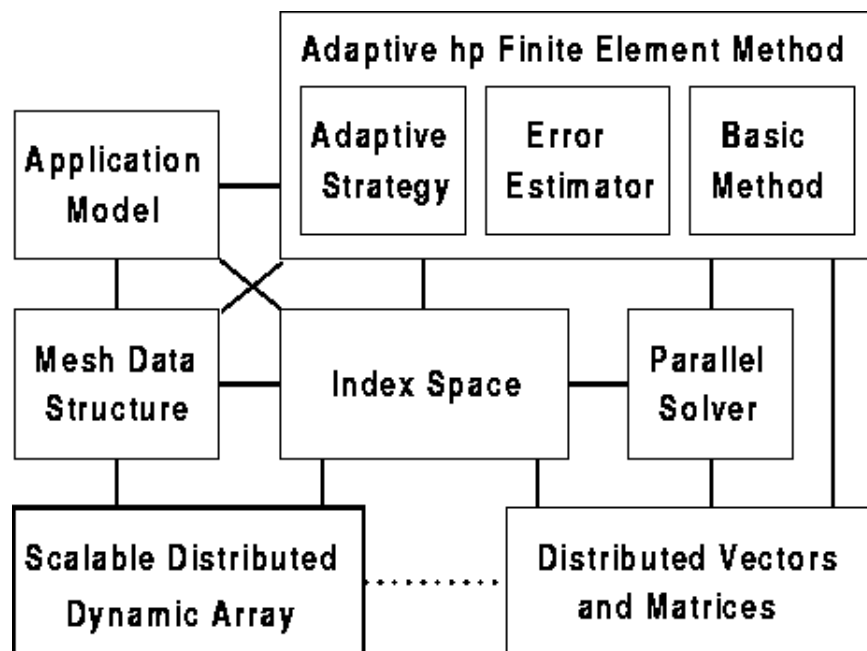 Adaptive hp Finite Element Method
Adaptive
Strategy
Error
Estimator
Basic
Method
Application
Model
Mesh Data
Structure
Index Space
Parallel
Solver
Scalable Distributed
Dynamic Array
Distributed Vectors
and Matrices